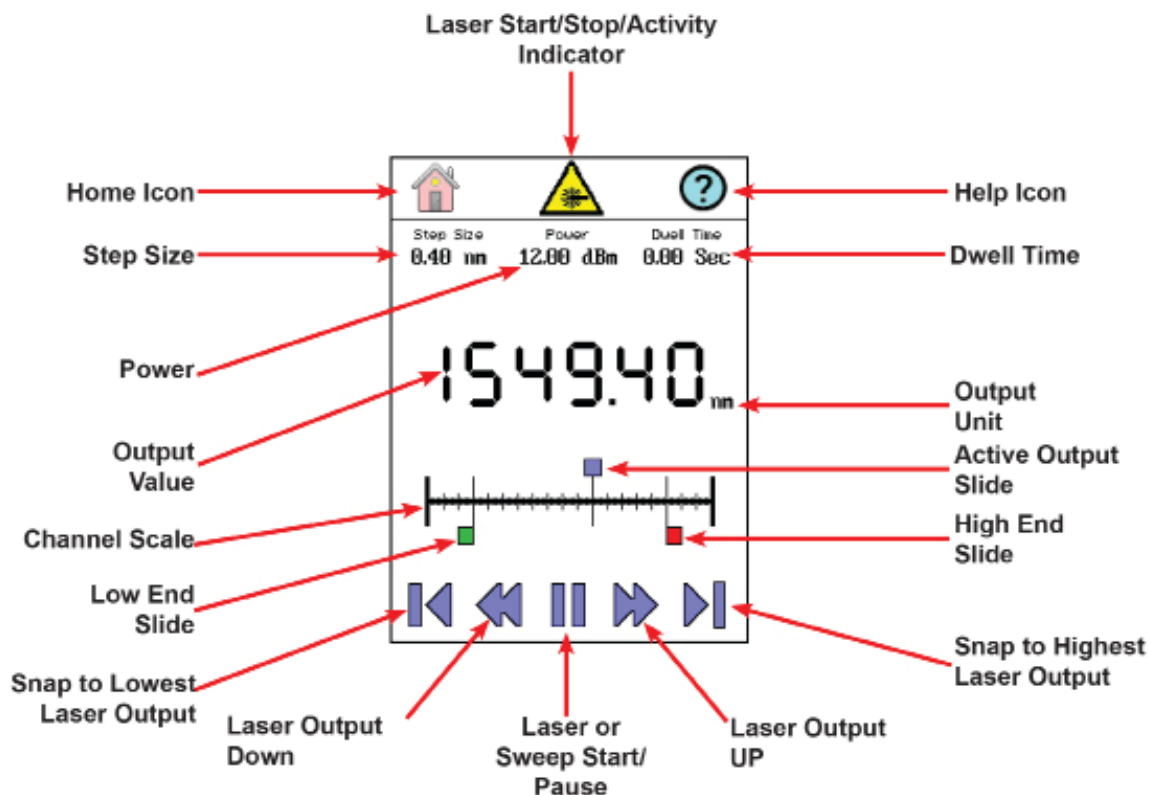 Laser Start/Stop/Activity
Indicator
Home Icon
Help Icon
Step Size
Power
Dwell Time
Step Size
0.40 nm
12.00 dBm
0.00 Sec
Dwell Time
Power
1549.40
nm
Output
Unit
Output
Value
Active Output
Slide
Channel Scale
High End
Slide
Low End
Slide
Snap to Lowest
Laser Output
Snap to Highest
Laser Output
Laser Output
Down
Laser or
Sweep Start/
Pause
Laser Output
UP